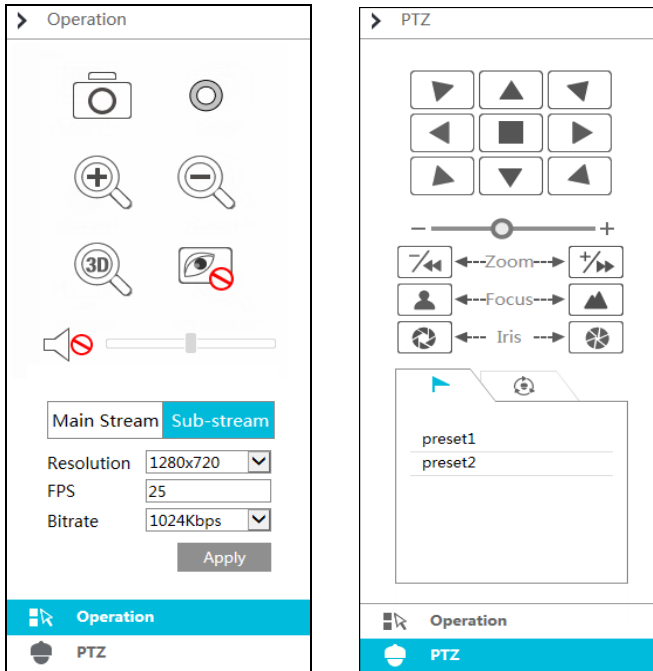 Operation
3D
Main Stream Sub-stream
Resolution 1280x720
FPS 25
Bitrate 1024Kbps
Apply
Operation
PTZ
PTZ
Zoom
Focus
Iris
preset1
preset2
Operation
PTZ